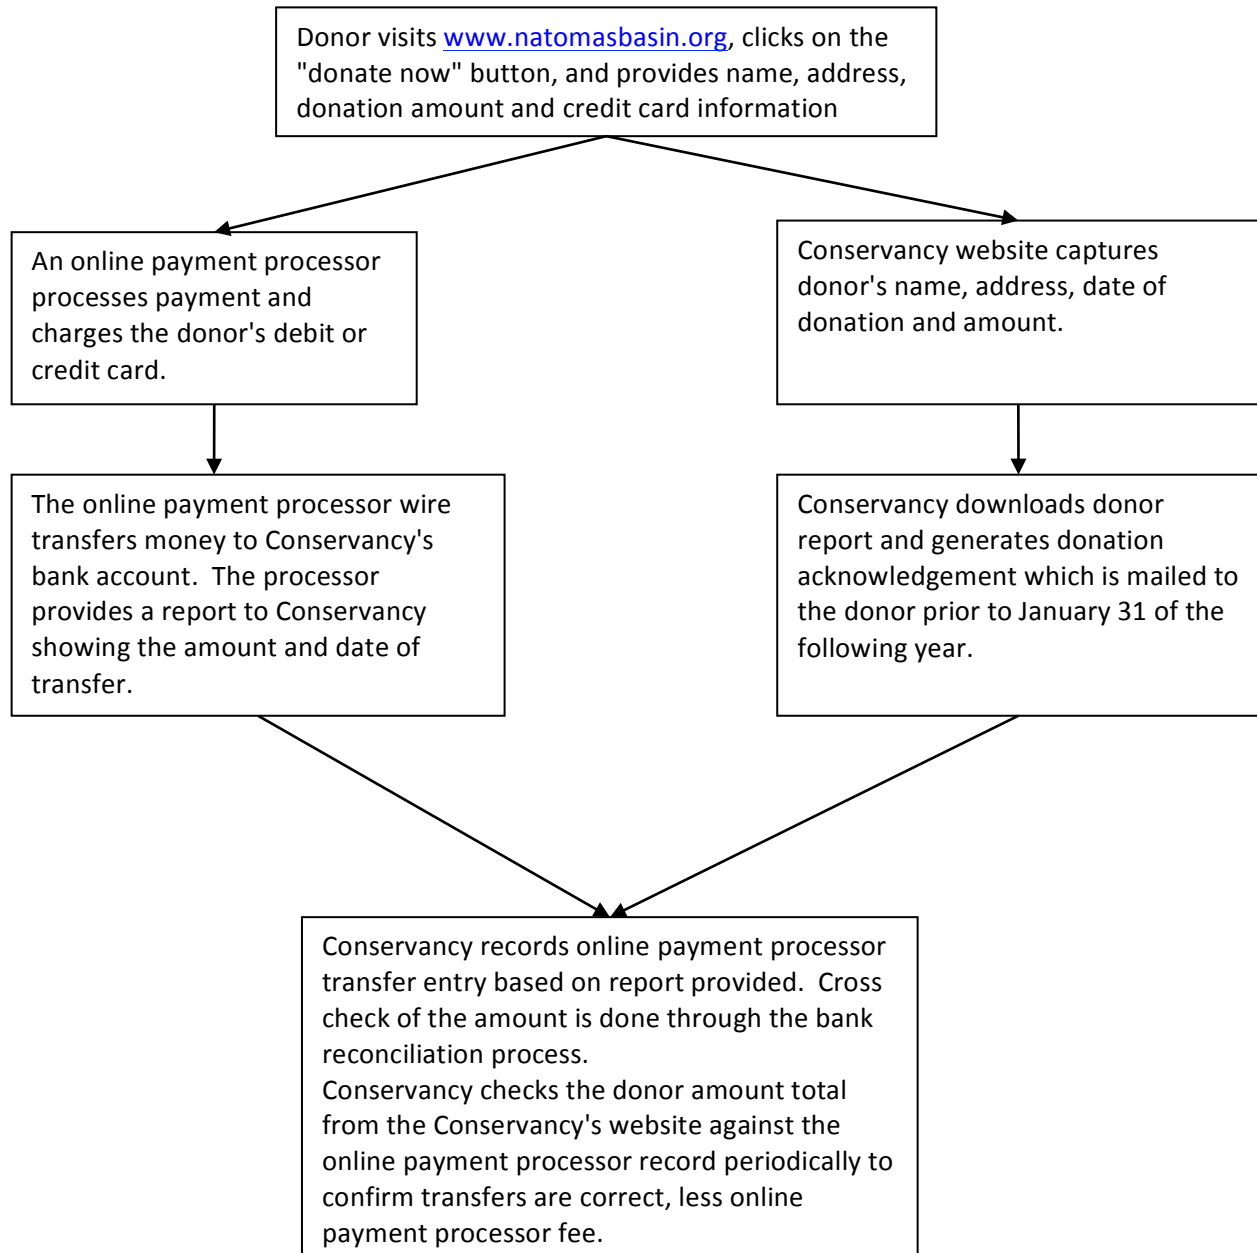 Donor visits www.natomasbasin.org, clicks on the
"donate now" button, and provides name, address,
donation amount and credit card information
An online payment processor
processes payment and
charges the donor's debit or
credit card.
Conservancy website captures
donor's name, address, date of
donation and amount.
The online payment processor wire
transfers money to Conservancy's
bank account.  The processor
provides a report to Conservancy
showing the amount and date of
transfer.
Conservancy downloads donor
report and generates donation
acknowledgement which is mailed to
the donor prior to January 31 of the
following year.
Conservancy records online payment processor
transfer entry based on report provided.  Cross
check of the amount is done through the bank
reconciliation process.
Conservancy checks the donor amount total
from the Conservancy's website against the
online payment processor record periodically to
confirm transfers are correct, less online
payment processor fee.